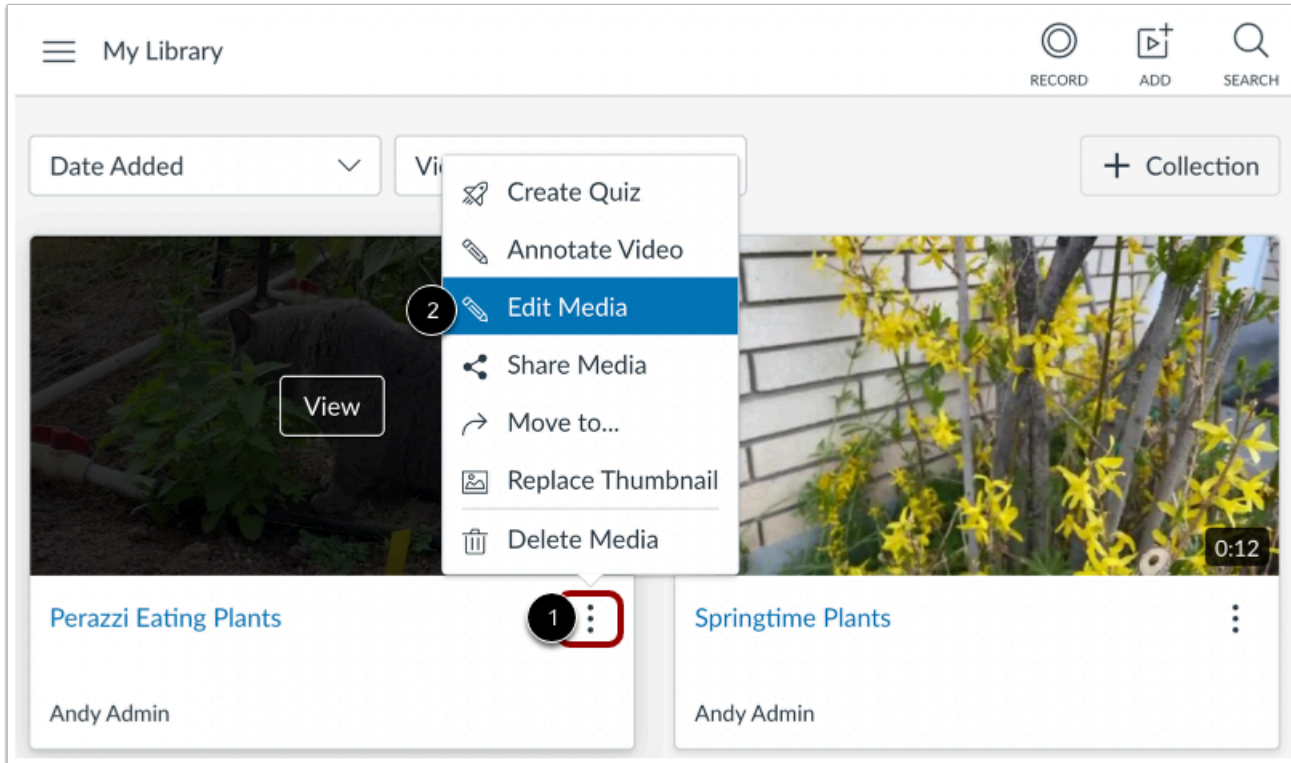 My Library
RECORD
ADD
SEARCH
Date Added
+ Collection
Create Quiz
Annotate Video
2
Edit Media
Share Media
Move to...
Replace Thumbnail
Delete Media
View
0:12
Perazzi Eating Plants
1
Springtime Plants
Andy Admin
Andy Admin